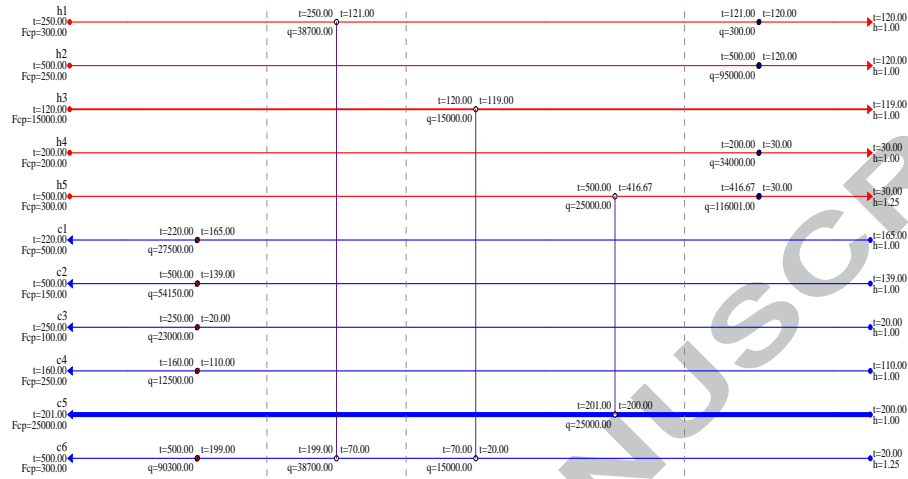 h1 t=250.00 t=121.00 t=121.00 t=120.00 t=120.00
t=250.00 h=1.00
Fcp=300.00 q=38700.00 q=300.00
h2 t=500.00 t=120.00 t=120.00
t=500.00 h=1.00
Fcp=250.00 q=95000.00
h3 t=120.00 t=119.00 t=119.00
t=120.00 h=1.00
Fcp=15000.00 q=15000.00
h4 t=200.00 t=30.00 t=30.00
t=200.00 h=1.00
Fcp=200.00 q=34000.00
h5 t=500.00 t=416.67 t=416.67 t=30.00 t=30.00
t=500.00 h=1.25
Fcp=300.00 q=25000.00 q=116001.00
c1 t=220.00 t=165.00 t=165.00
t=220.00 h=1.00
Fcp=500.00 q=27500.00
c2 t=500.00 t=139.00 t=139.00
t=500.00 h=1.00
Fcp=150.00 q=54150.00
c3 t=250.00 t=20.00 t=20.00
t=250.00 h=1.00
Fcp=100.00 q=23000.00
c4 t=160.00 t=110.00 t=110.00
t=160.00 h=1.00
Fcp=250.00 q=12500.00
c5 t=201.00 t=200.00 t=200.00
t=201.00 h=1.00
Fcp=25000.00 q=25000.00
c6 t=500.00 t=199.00 t=199.00 t=70.00 t=70.00 t=20.00 t=20.00
t=500.00 h=1.25
Fcp=300.00 q=90300.00 q=38700.00 q=15000.00
NUSCR